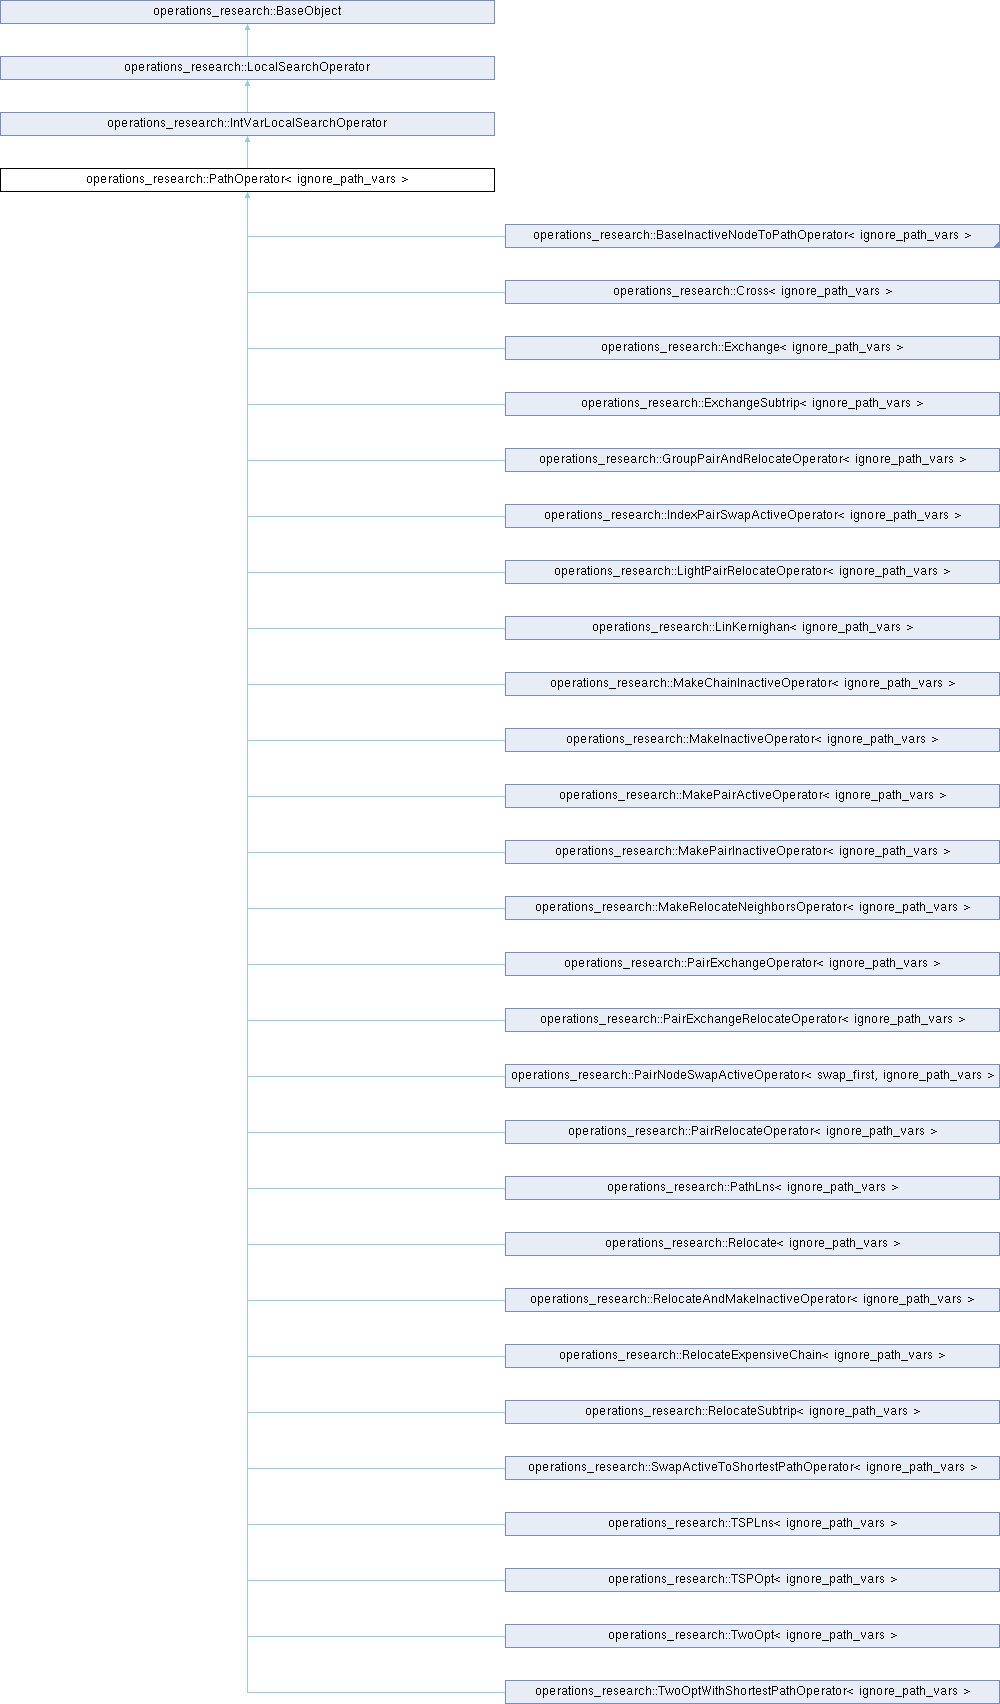 operations_research::BaseObject
operations_research::LocalSearchOperator
operations_research::IntVarLocalSearchOperator
operations_research::PathOperator< ignore_path_vars >
operations_research::BaseInactiveNodeToPathOperator< ignore_path_vars >
operations_research::Cross< ignore_path_vars >
operations_research::Exchange< ignore_path_vars >
operations_research::ExchangeSubtrip< ignore_path_vars >
operations_research::GroupPairAndRelocateOperator< ignore_path_vars >
operations_research::IndexPairSwapActiveOperator< ignore_path_vars >
operations_research::LightPairRelocateOperator< ignore_path_vars >
operations_research::LinKernighan< ignore_path_vars >
operations_research::MakeChainInactiveOperator< ignore_path_vars >
operations_research::MakeInactiveOperator< ignore_path_vars >
operations_research::MakePairActiveOperator< ignore_path_vars >
operations_research::MakePairInactiveOperator< ignore_path_vars >
operations_research::MakeRelocateNeighborsOperator< ignore_path_vars >
operations_research::PairExchangeOperator< ignore_path_vars >
operations_research::PairExchangeRelocateOperator< ignore_path_vars >
operations_research::PairNodeSwapActiveOperator< swap_first, ignore_path_vars >
operations_research::PairRelocateOperator< ignore_path_vars >
operations_research::PathLns< ignore_path_vars >
operations_research::Relocate< ignore_path_vars >
operations_research::RelocateAndMakeInactiveOperator< ignore_path_vars >
operations_research::RelocateExpensiveChain< ignore_path_vars >
operations_research::RelocateSubtrip< ignore_path_vars >
operations_research::SwapActiveToShortestPathOperator< ignore_path_vars >
operations_research::TSPLns< ignore_path_vars >
operations_research::TSPOpt< ignore_path_vars >
operations_research::TwoOpt< ignore_path_vars >
operations_research::TwoOptWithShortestPathOperator< ignore_path_vars >